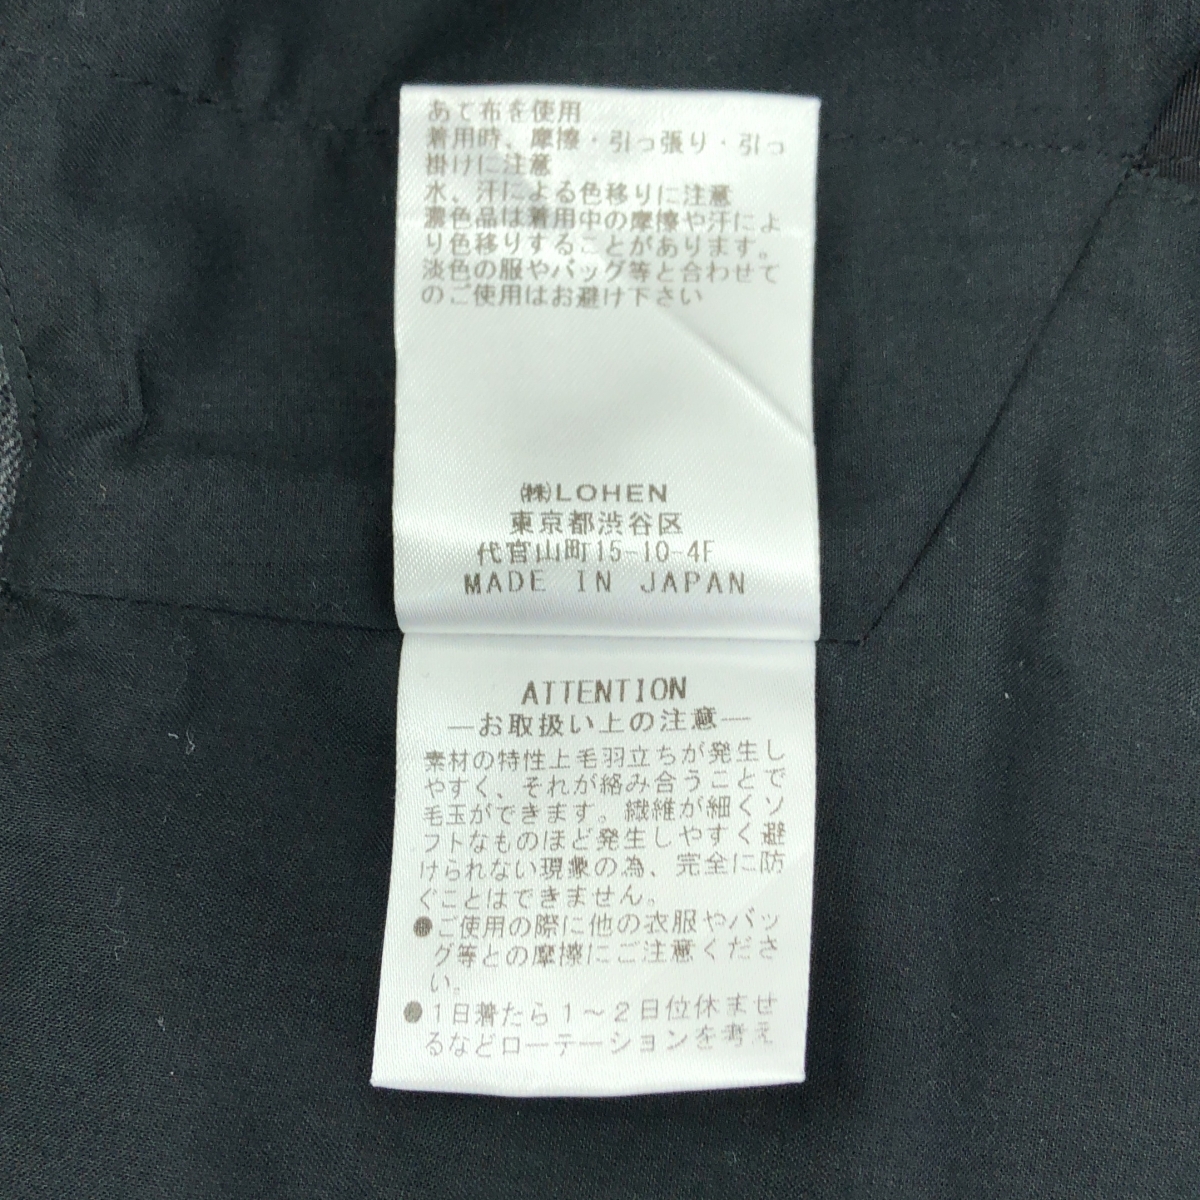 あて布を使用
着用時、摩擦・引っ張り・引っ
掛けに注意
水、汗による色移りに注意
濃色品は着用中の摩擦や汗によ
り色移りすることがあります。
淡色の服やバッグ等と合わせて
のご使用はお避け下さい
㈱LOHEN
東京都渋谷区
代官山町15-10-4F
MADE IN JAPAN
ATTENTION
―お取扱い上の注意―
素材の特性上毛羽立ちが発生し
やすく、それが絡み合うことで
毛玉ができます。繊維が細くソ
フトなものほど発生しやすく避
けられない現象の為、完全に防
ぐことはできません。
●ご使用の際に他の衣服やバッ
グ等との摩擦にご注意くださ
い。
●1日着たら1～2日位休ませ
るなどローテーションを考え